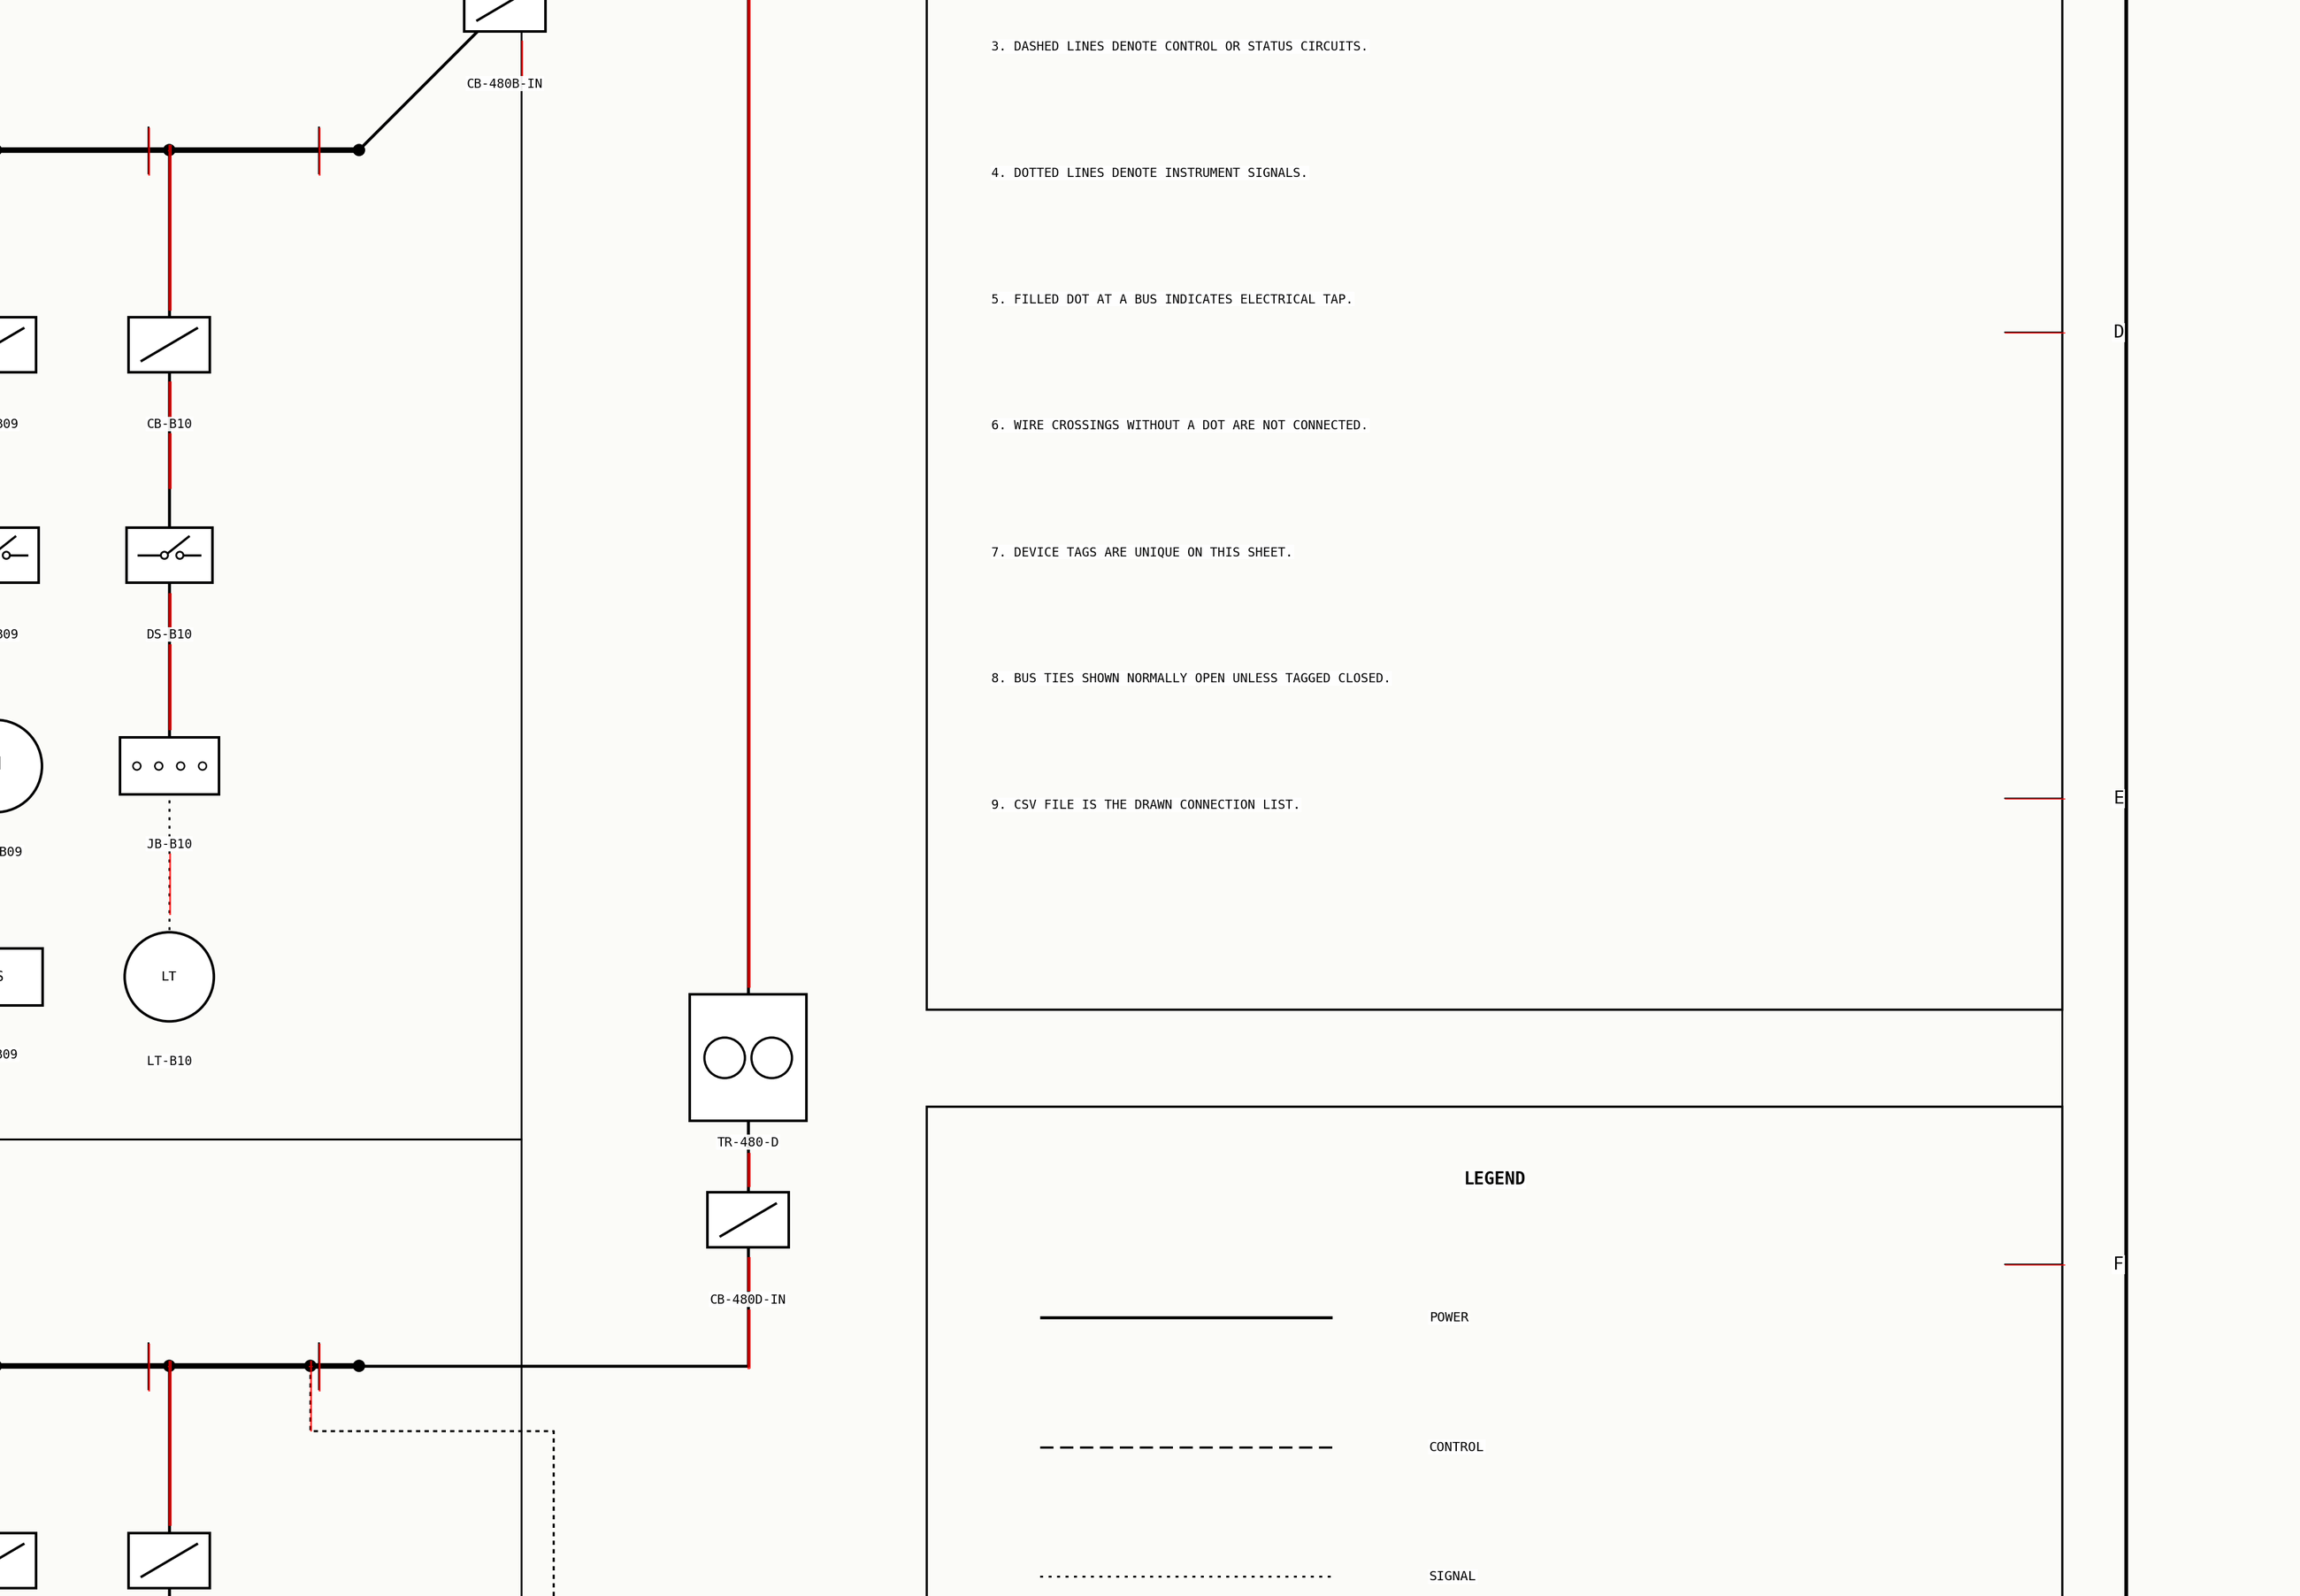 CB-480B-IN
3. DASHED LINES DENOTE CONTROL OR STATUS CIRCUITS.
4. DOTTED LINES DENOTE INSTRUMENT SIGNALS.
5. FILLED DOT AT A BUS INDICATES ELECTRICAL TAP.
D
CB-B10
6. WIRE CROSSINGS WITHOUT A DOT ARE NOT CONNECTED.
7. DEVICE TAGS ARE UNIQUE ON THIS SHEET.
DS-B10
8. BUS TIES SHOWN NORMALLY OPEN UNLESS TAGGED CLOSED.
E
9. CSV FILE IS THE DRAWN CONNECTION LIST.
JB-B10
B09
LT
LT-B10
TR-480-D
LEGEND
F
CB-480D-IN
POWER
CONTROL
SIGNAL